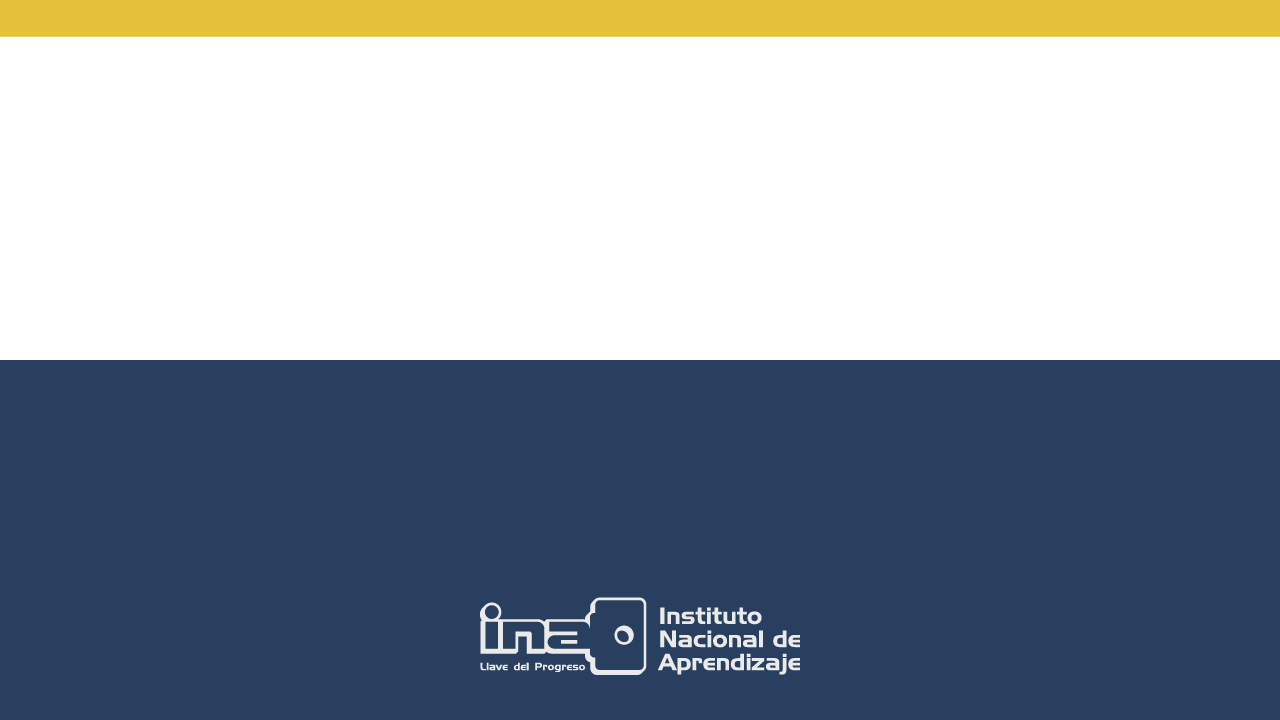 ina
Llave del Progreso
Instituto
Nacional de
Aprendizaje